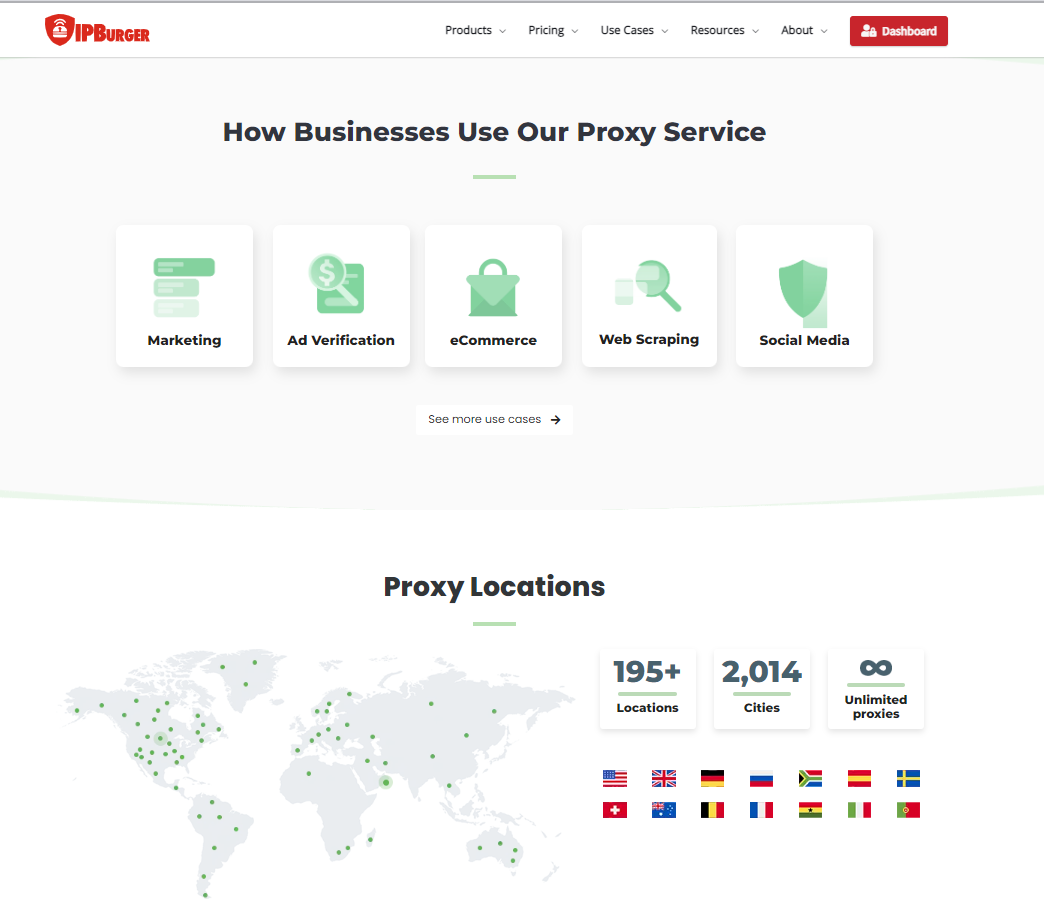 IPBURGER
Products Pricing Use Cases Resources About Dashboard
How Businesses Use Our Proxy Service
Marketing
Ad Verification
eCommerce
Web Scraping
Social Media
See more use cases →
Proxy Locations
195+
Locations
2,014
Cities
∞
Unlimited
proxies